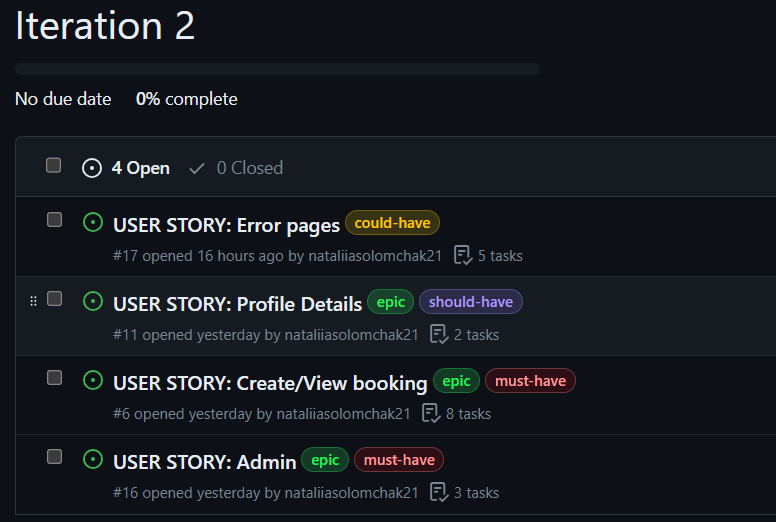 Iteration 2
No due date 0% complete
4 Open 0 Closed
USER STORY: Error pages could-have
#17 opened 16 hours ago by nataliiasolomchak21 5 tasks
USER STORY: Profile Details epic should-have
#11 opened yesterday by nataliiasolomchak21 2 tasks
USER STORY: Create/View booking epic must-have
#6 opened yesterday by nataliiasolomchak21 8 tasks
USER STORY: Admin epic must-have
#16 opened yesterday by nataliiasolomchak21 3 tasks